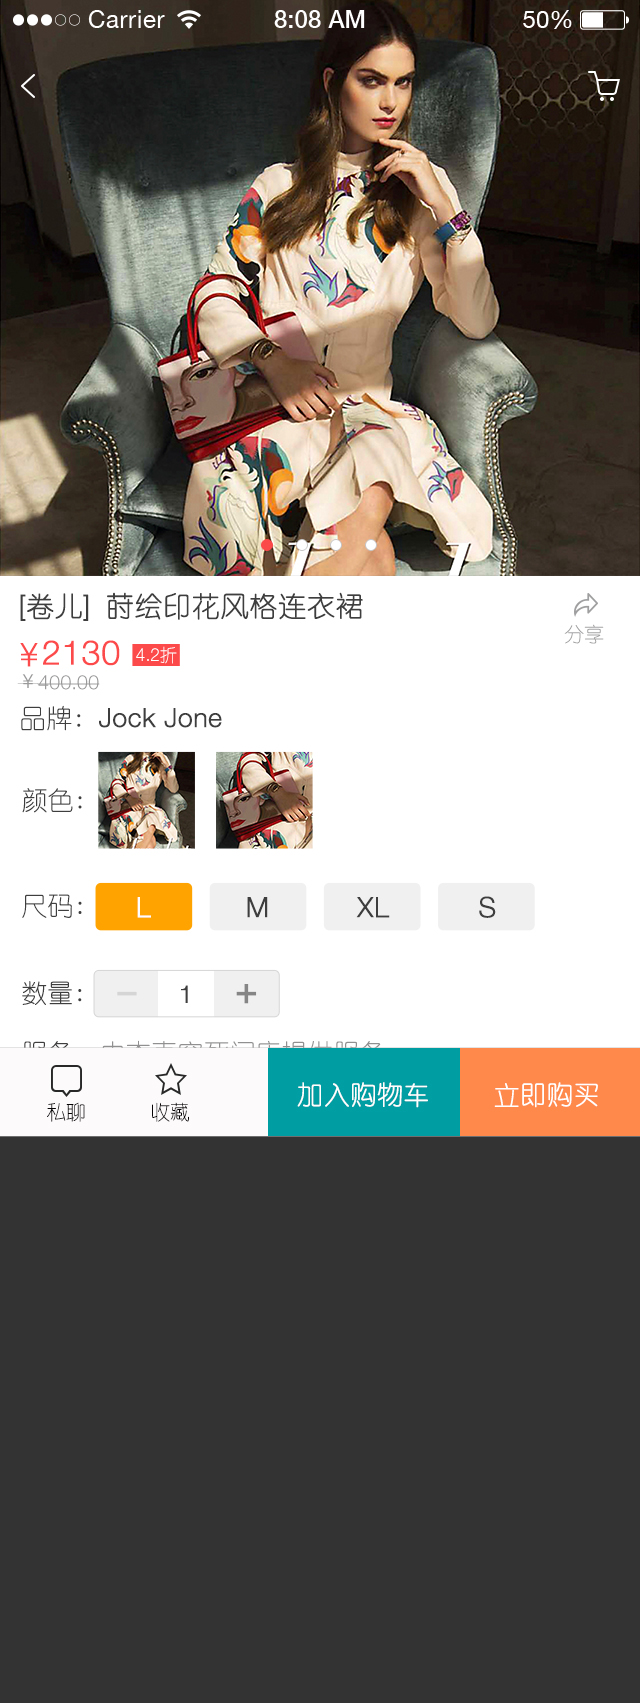 Carrier 8:08 AM 50%
[卷儿] 莳绘印花风格连衣裙
分享
¥2130 4.2折
¥400.00
品牌：Jock Jone
颜色：
尺码： L M XL S
数量： － 1 +
私聊 收藏 加入购物车 立即购买